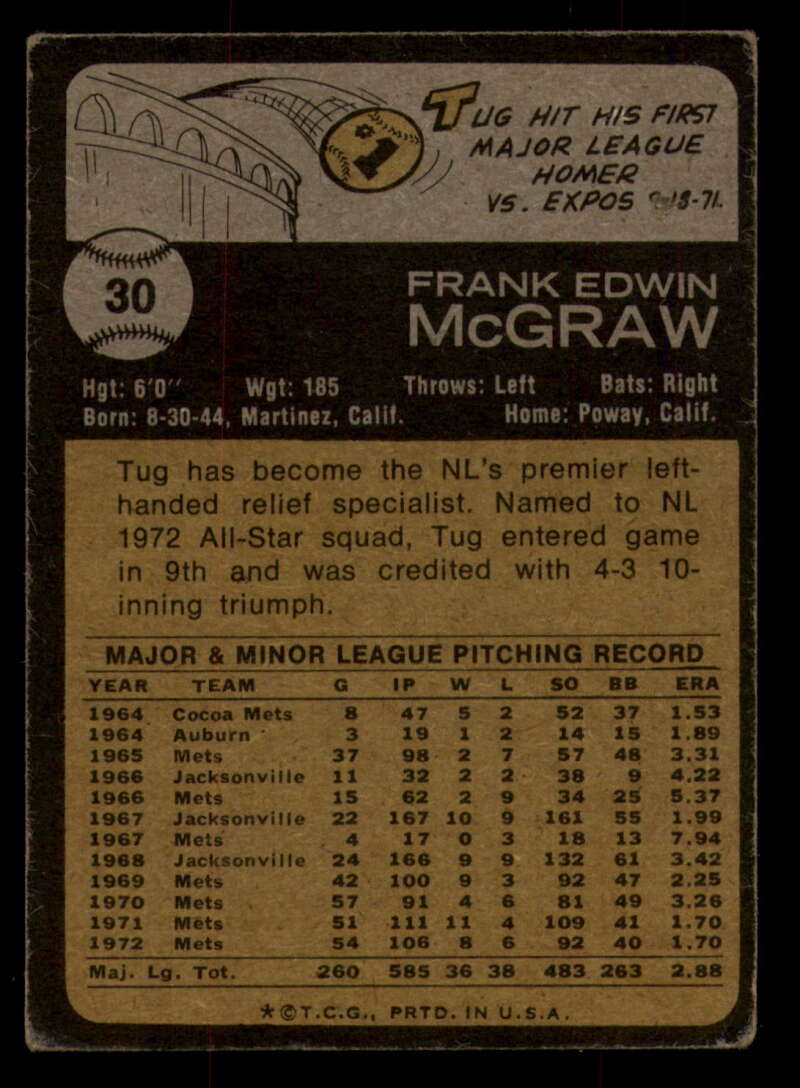 TUG HIT HIS FIRST
MAJOR LEAGUE
HOMER
VS. EXPOS 8-71.
30
FRANK EDWIN
McGRAW
Hgt: 6'0" Wgt: 185 Throws: Left Bats: Right
Born: 8-30-44, Martinez, Calif. Home: Poway, Calif.
Tug has become the NL's premier left-
handed relief specialist. Named to NL
1972 All-Star squad, Tug entered game
in 9th and was credited with 4-3 10-
inning triumph.
MAJOR & MINOR LEAGUE PITCHING RECORD
YEAR TEAM G IP W L SO BB ERA
1964 Cocoa Mets 8 47 5 2 52 37 1.53
1964 Auburn 3 19 1 2 14 15 1.89
1965 Mets 37 98 2 7 57 48 3.31
1966 Jacksonville 11 32 2 2 38 9 4.22
1966 Mets 15 62 2 9 34 25 5.37
1967 Jacksonville 22 167 10 9 161 55 1.99
1967 Mets 4 17 0 3 18 13 7.94
1968 Jacksonville 24 166 9 9 132 61 3.42
1969 Mets 42 100 9 3 92 47 2.25
1970 Mets 57 91 4 6 81 49 3.26
1971 Mets 51 111 11 4 109 41 1.70
1972 Mets 54 106 8 6 92 40 1.70
Maj. Lg. Tot. 260 585 36 38 483 263 2.88
*©T.C.G., PRTD. IN U.S.A.